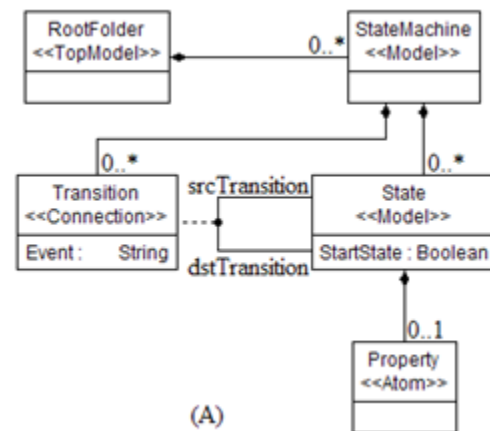 RootFolder
<<TopModel>>
0..*
StateMachine
<<Model>>
0..*
0..*
Transition
<<Connection>>
Event : String
srcTransition
dstTransition
State
<<Model>>
StartState : Boolean
0..1
Property
<<Atom>>
(A)